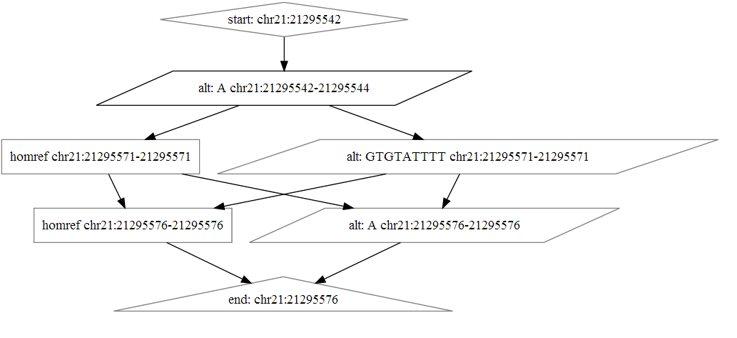 start: chr21:21295542
alt: A chr21:21295542-21295544
homref chr21:21295571-21295571
alt: GTGTATTTT chr21:21295571-21295571
homref chr21:21295576-21295576
alt: A chr21:21295576-21295576
end: chr21:21295576